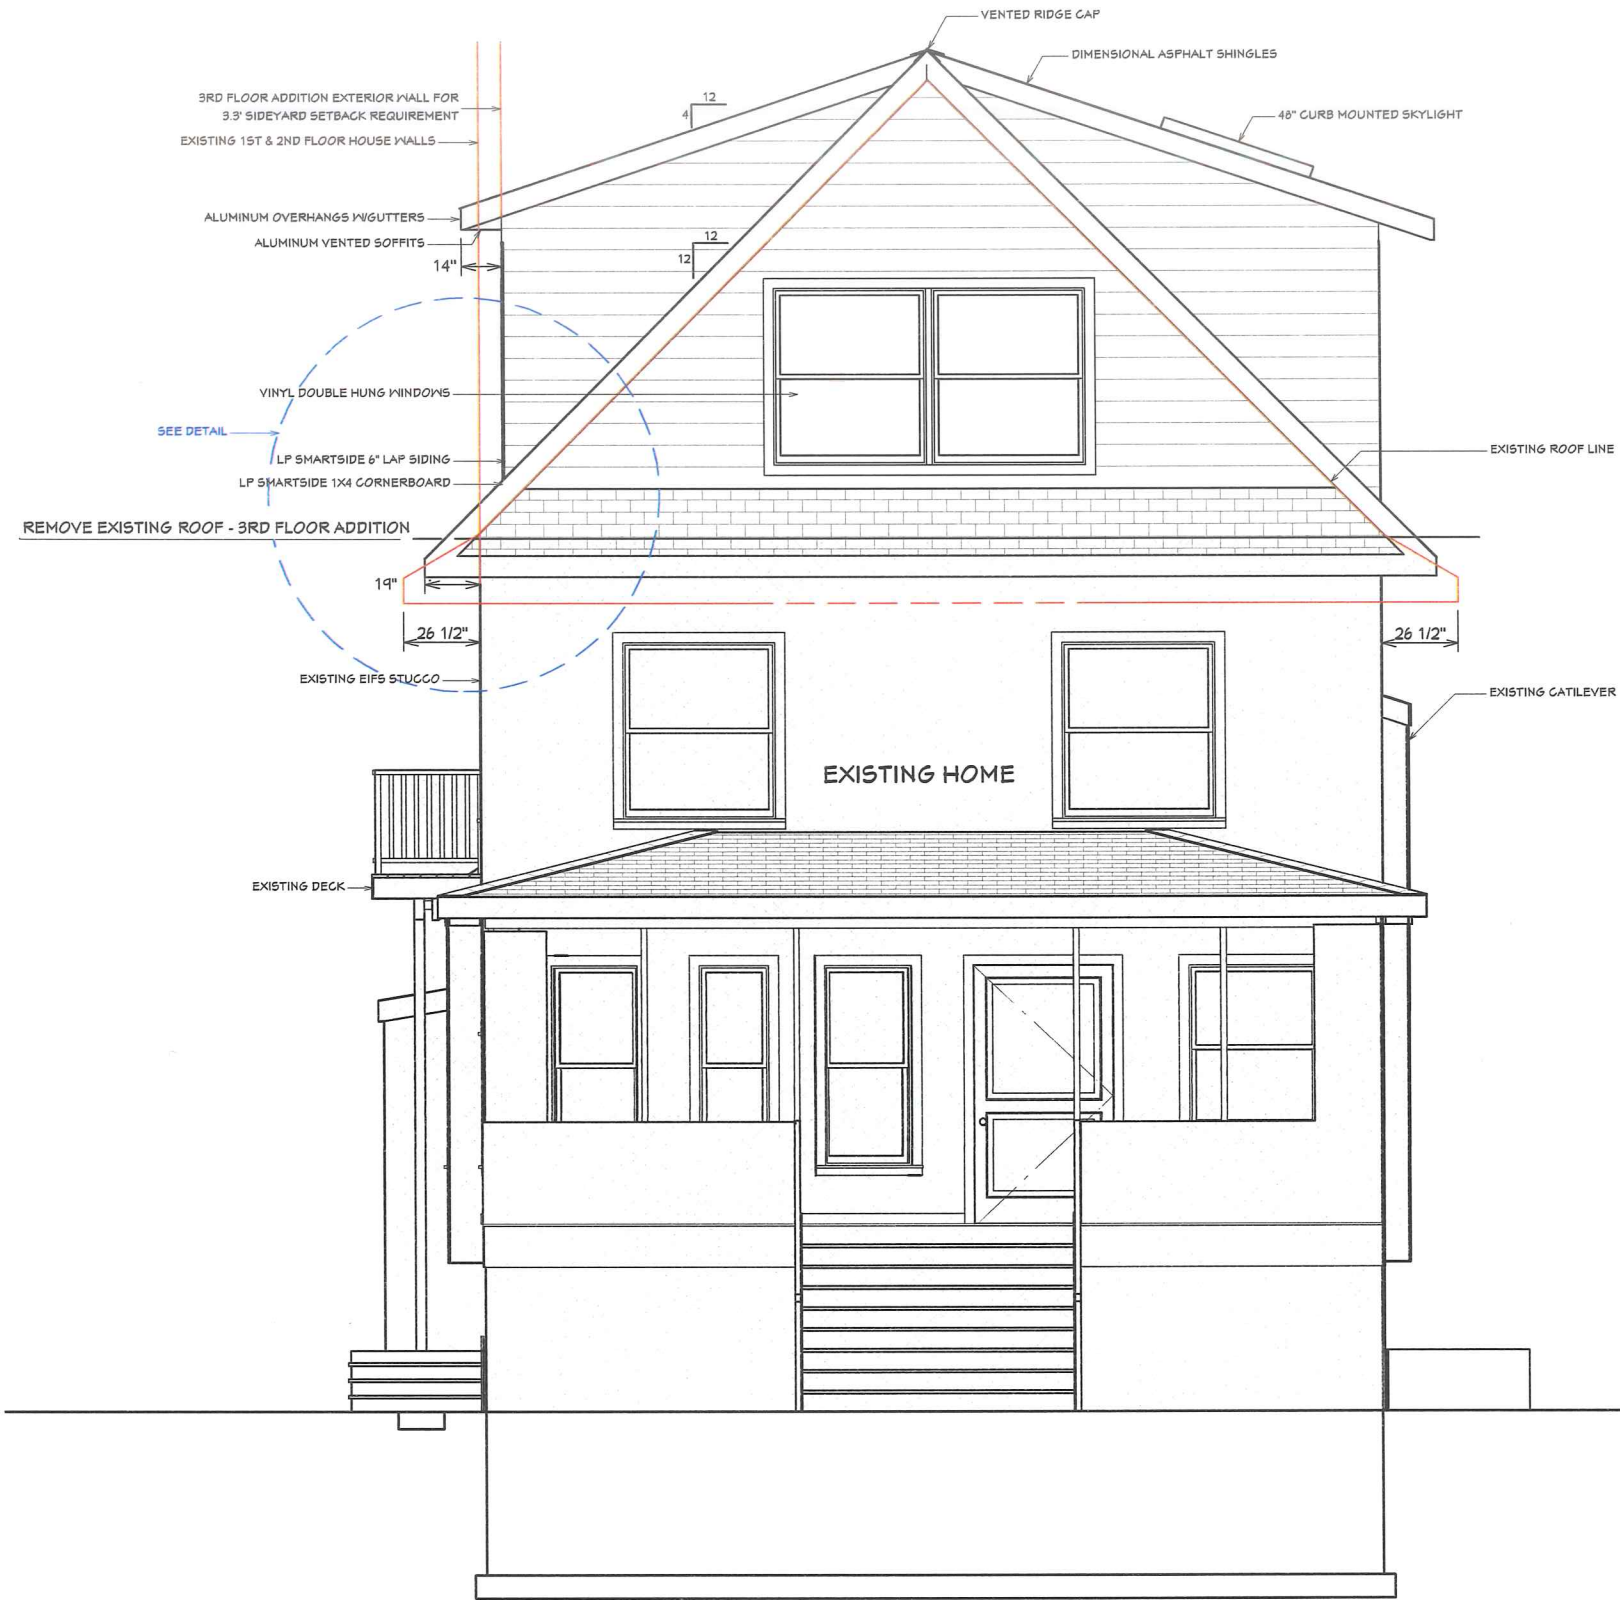 VENTED RIDGE CAP
DIMENSIONAL ASPHALT SHINGLES
3RD FLOOR ADDITION EXTERIOR WALL FOR
3.3' SIDEYARD SETBACK REQUIREMENT
12
4
48" CURB MOUNTED SKYLIGHT
EXISTING 1ST & 2ND FLOOR HOUSE WALLS
ALUMINUM OVERHANGS W/GUTTERS
ALUMINUM VENTED SOFFITS
12
12
14"
VINYL DOUBLE HUNG WINDOWS
SEE DETAIL
LP SMARTSIDE 6" LAP SIDING
LP SMARTSIDE 1X4 CORNERBOARD
EXISTING ROOF LINE
REMOVE EXISTING ROOF - 3RD FLOOR ADDITION
19"
26 1/2"
26 1/2"
EXISTING EIFS STUCCO
EXISTING CATILEVER
EXISTING HOME
EXISTING DECK